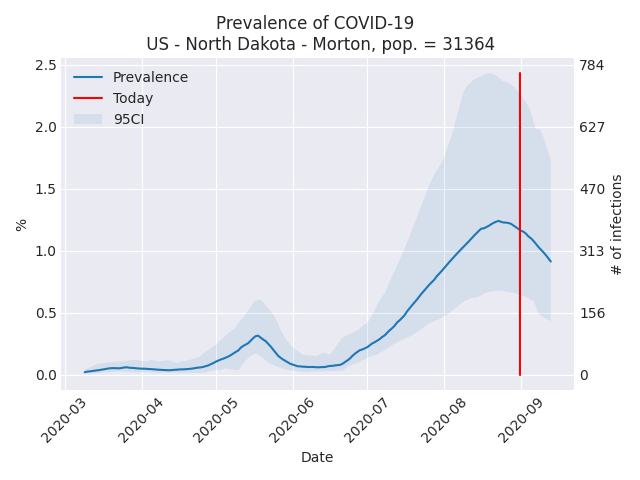 Prevalence of COVID-19
US - North Dakota - Morton, pop. = 31364
Prevalence
Today
95CI
2.5
2.0
1.5
1.0
0.5
0.0
%
784
627
470
313
156
0
# of infections
2020-03
2020-04
2020-05
2020-06
2020-07
2020-08
2020-09
Date